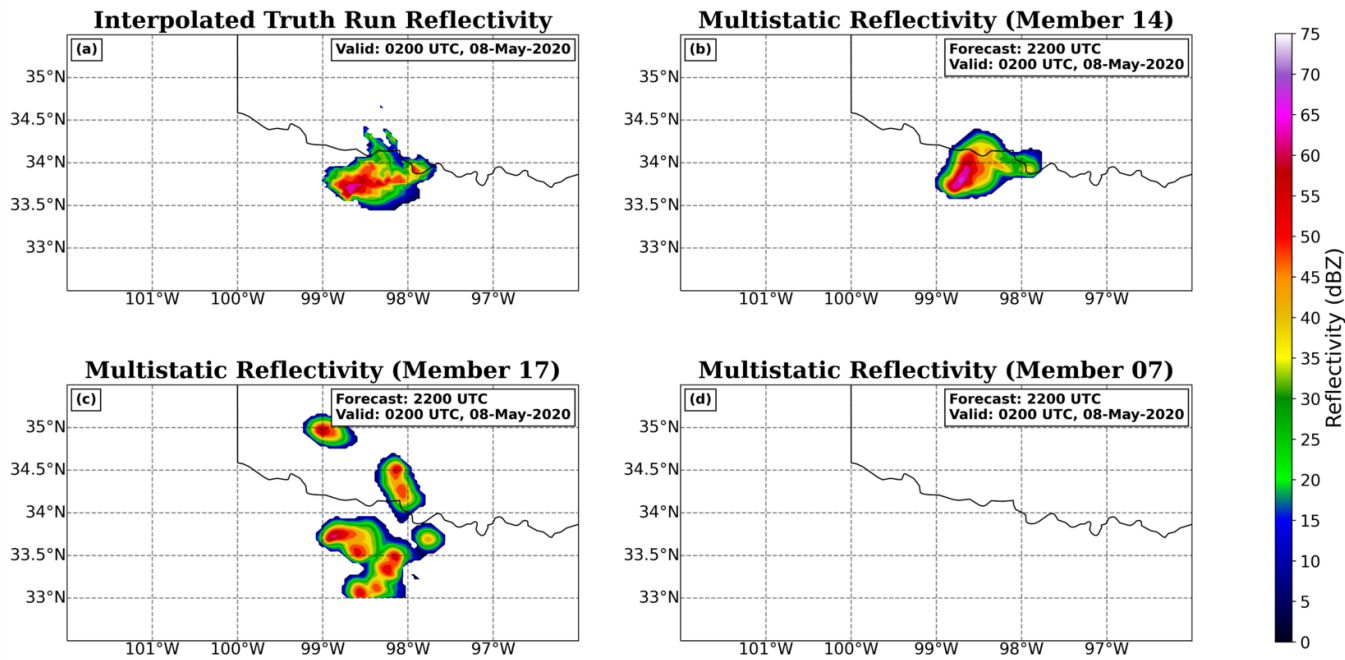 Interpolated Truth Run Reflectivity
(a)
Valid: 0200 UTC, 08-May-2020
35°N
34.5°N
34°N
33.5°N
33°N
101°W 100°W 99°W 98°W 97°W
Multistatic Reflectivity (Member 14)
(b)
Forecast: 2200 UTC
Valid: 0200 UTC, 08-May-2020
35°N
34.5°N
34°N
33.5°N
33°N
101°W 100°W 99°W 98°W 97°W
Multistatic Reflectivity (Member 17)
(c)
Forecast: 2200 UTC
Valid: 0200 UTC, 08-May-2020
35°N
34.5°N
34°N
33.5°N
33°N
101°W 100°W 99°W 98°W 97°W
Multistatic Reflectivity (Member 07)
(d)
Forecast: 2200 UTC
Valid: 0200 UTC, 08-May-2020
35°N
34.5°N
34°N
33.5°N
33°N
101°W 100°W 99°W 98°W 97°W
75
70
65
60
55
50
45
40
35
30
25
20
15
10
5
0
Reflectivity (dBZ)